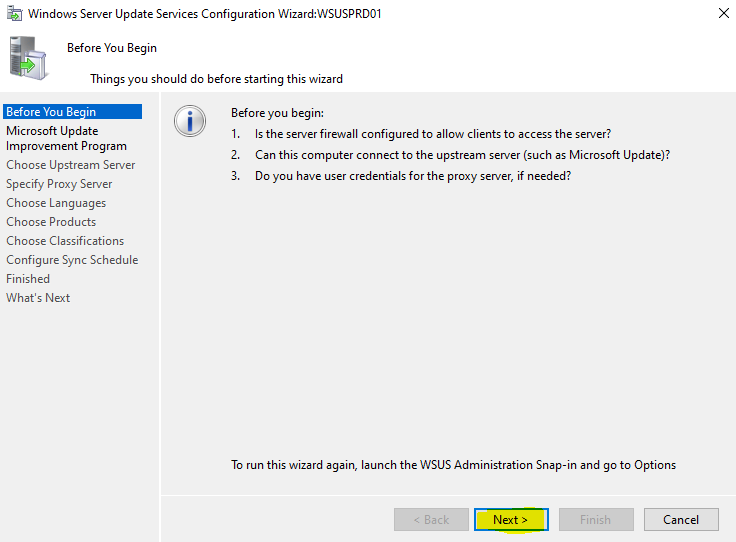 Windows Server Update Services Configuration Wizard:WSUSPRD01
Before You Begin
Things you should do before starting this wizard
Before You Begin
Microsoft Update
Improvement Program
Choose Upstream Server
Specify Proxy Server
Choose Languages
Choose Products
Choose Classifications
Configure Sync Schedule
Finished
What's Next
Before you begin:
1. Is the server firewall configured to allow clients to access the server?
2. Can this computer connect to the upstream server (such as Microsoft Update)?
3. Do you have user credentials for the proxy server, if needed?
To run this wizard again, launch the WSUS Administration Snap-in and go to Options
< Back
Next >
Finish
Cancel